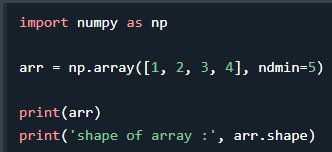 import numpy as np
arr = np.array([1, 2, 3, 4], ndmin=5)
print(arr)
print('shape of array :', arr.shape)